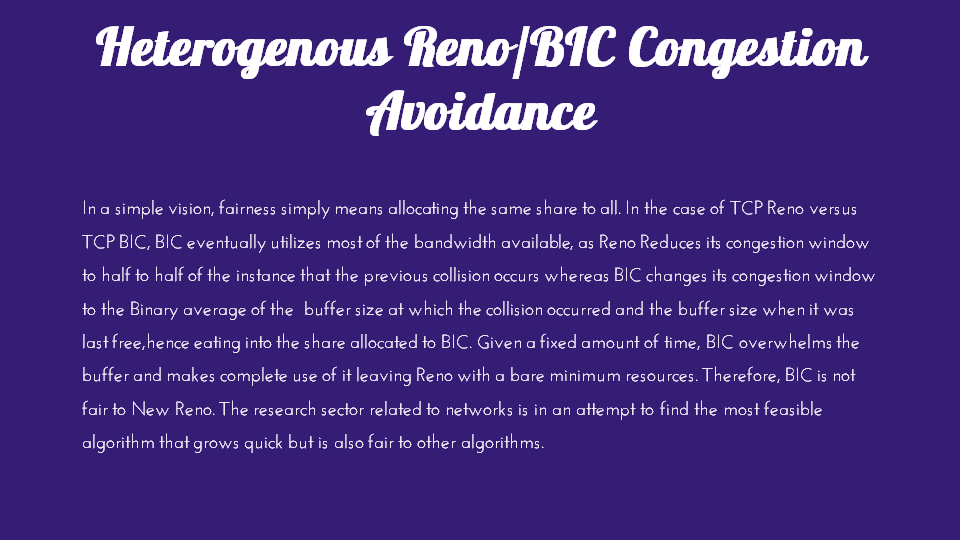 Heterogenous Reno/BIC Congestion
Avoidance
In a simple vision, fairness simply means allocating the same share to all. In the case of TCP Reno versus
TCP BIC, BIC eventually utilizes most of the bandwidth available, as Reno Reduces its congestion window
to half to half of the instance that the previous collision occurs whereas BIC changes its congestion window
to the Binary average of the  buffer size at which the collision occurred and the buffer size when it was
last free,hence eating into the share allocated to BIC. Given a fixed amount of time, BIC overwhelms the
buffer and makes complete use of it leaving Reno with a bare minimum resources. Therefore, BIC is not
fair to New Reno. The research sector related to networks is in an attempt to find the most feasible
algorithm that grows quick but is also fair to other algorithms.